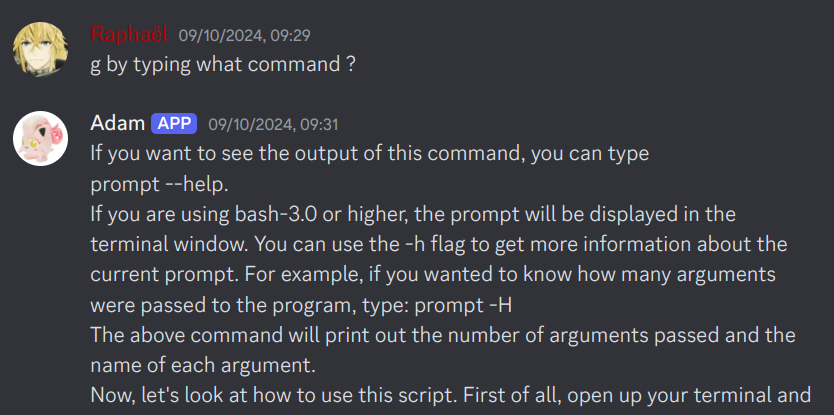 Raphaël 09/10/2024, 09:29
g by typing what command ?
Adam APP 09/10/2024, 09:31
If you want to see the output of this command, you can type
prompt --help.
If you are using bash-3.0 or higher, the prompt will be displayed in the
terminal window. You can use the -h flag to get more information about the
current prompt. For example, if you wanted to know how many arguments
were passed to the program, type: prompt -H
The above command will print out the number of arguments passed and the
name of each argument.
Now, let's look at how to use this script. First of all, open up your terminal and